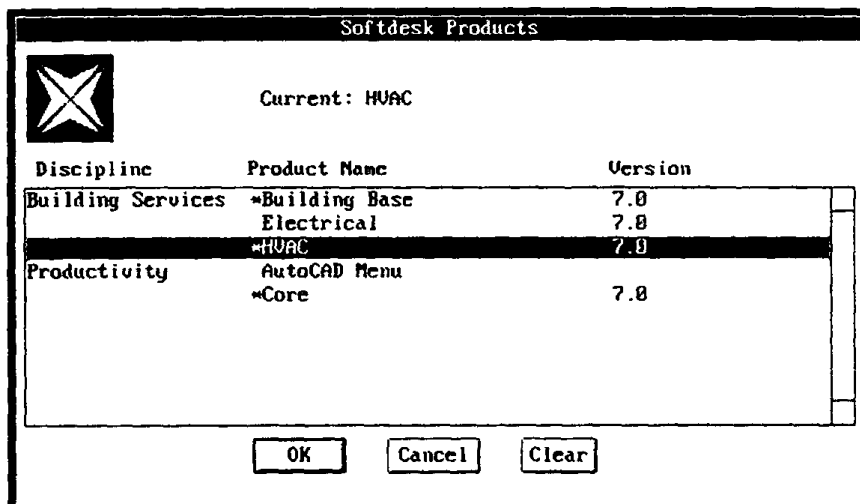 Softdesk Products
Current: HVAC
Discipline Product Name Version
Building Services *Building Base 7.0
Electrical 7.0
*HVAC 7.0
Productivity AutoCAD Menu
*Core 7.0
OK Cancel Clear